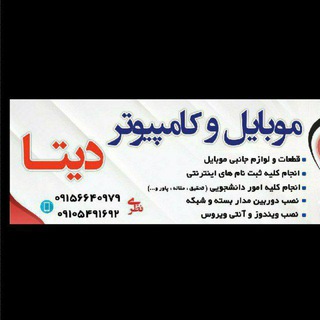 موبایل و کامپیوتر دیتا
• قطعات و لوازم جانبی موبایل
• انجام کلیه ثبت نام های اینترنتی
• انجام کلیه امور دانشجویی (تحقیق ، مقاله ، پاور و...)
• نصب دوربین مدار بسته و شبکه
• نصب ویندوز و آنتی ویروس
نظری
۰۹۱۵۶۶۴۰۹۷۹
۰۹۱۰۵۴۹۱۶۹۲